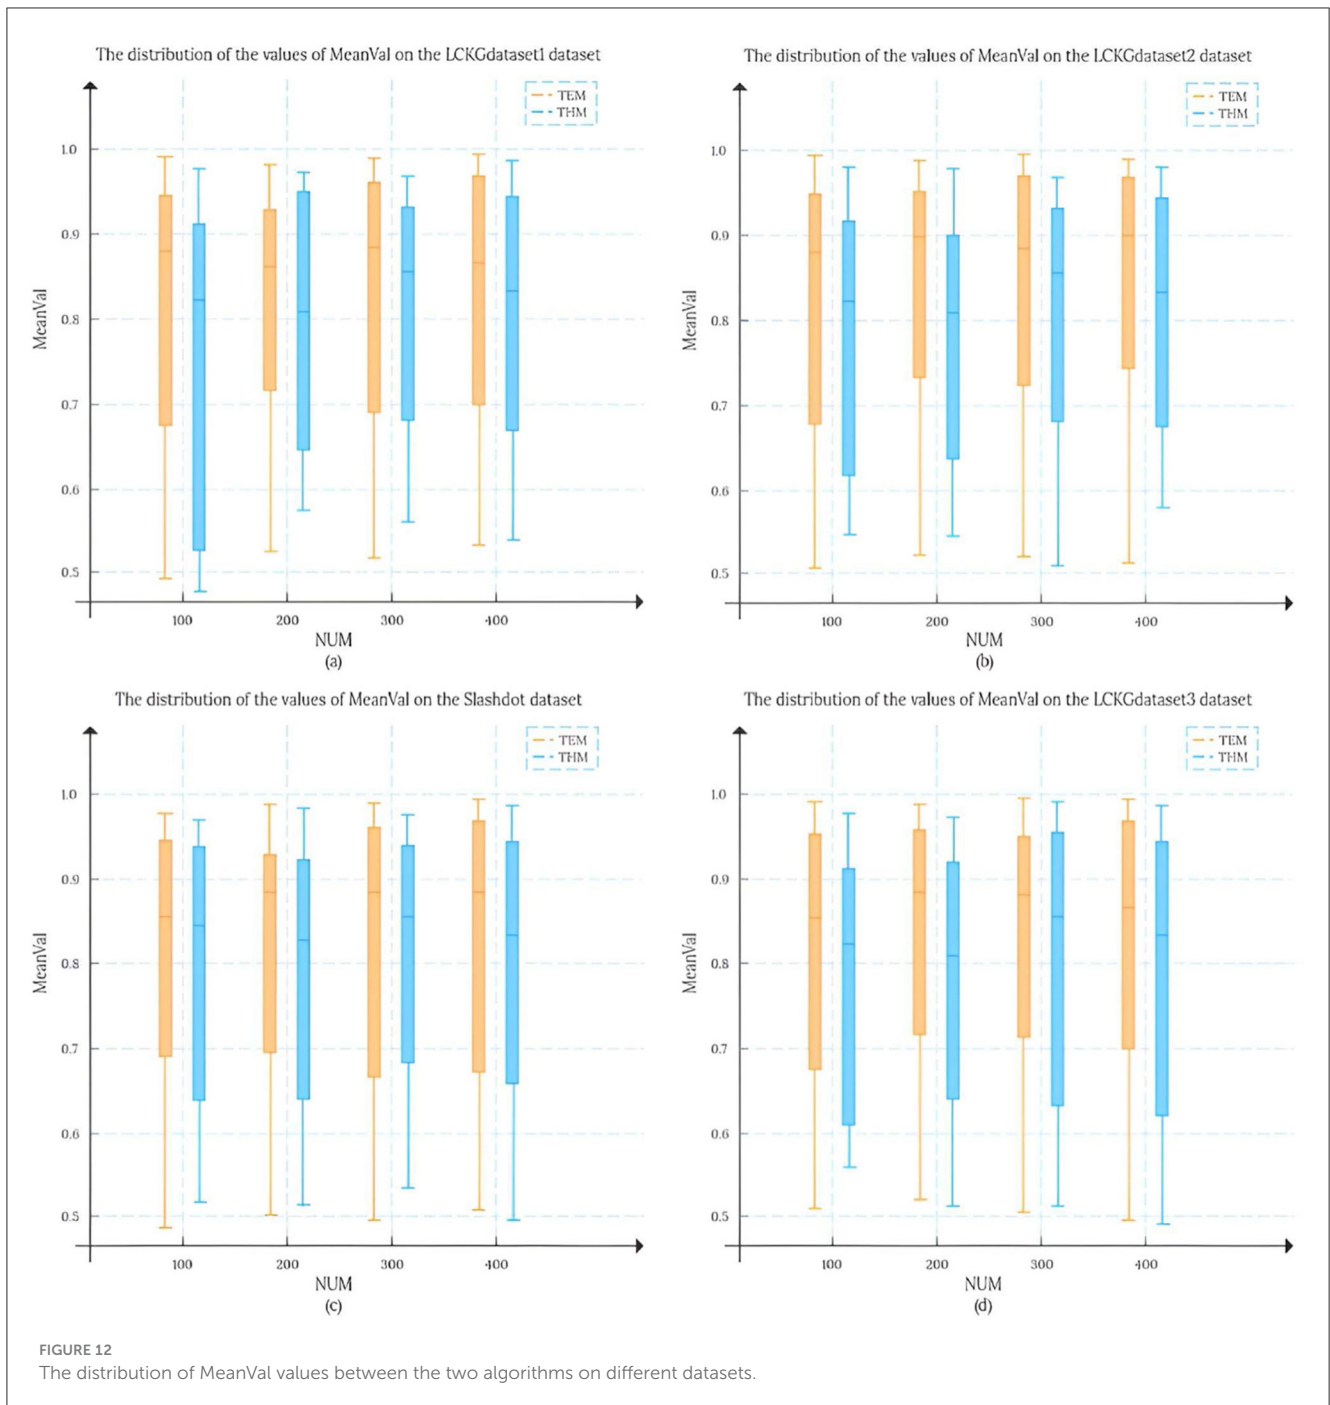 The distribution of the values of MeanVal on the LCKGdataset1 dataset
TEM
THM
1.0
0.9
0.8
0.7
0.6
0.5
MeanVal
100
200
300
400
NUM
(a)
The distribution of the values of MeanVal on the LCKGdataset2 dataset
TEM
THM
1.0
0.9
0.8
0.7
0.6
0.5
MeanVal
100
200
300
400
NUM
(b)
The distribution of the values of MeanVal on the Slashdot dataset
TEM
THM
1.0
0.9
0.8
0.7
0.6
0.5
MeanVal
100
200
300
400
NUM
(c)
The distribution of the values of MeanVal on the LCKGdataset3 dataset
TEM
THM
1.0
0.9
0.8
0.7
0.6
0.5
MeanVal
100
200
300
400
NUM
(d)
FIGURE 12
The distribution of MeanVal values between the two algorithms on different datasets.